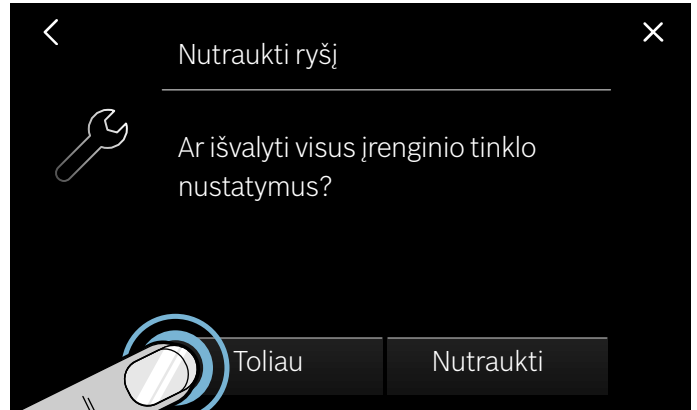 Nutraukti ryšį
Ar išvalyti visus įrenginio tinklo
nustatymus?
Toliau
Nutraukti